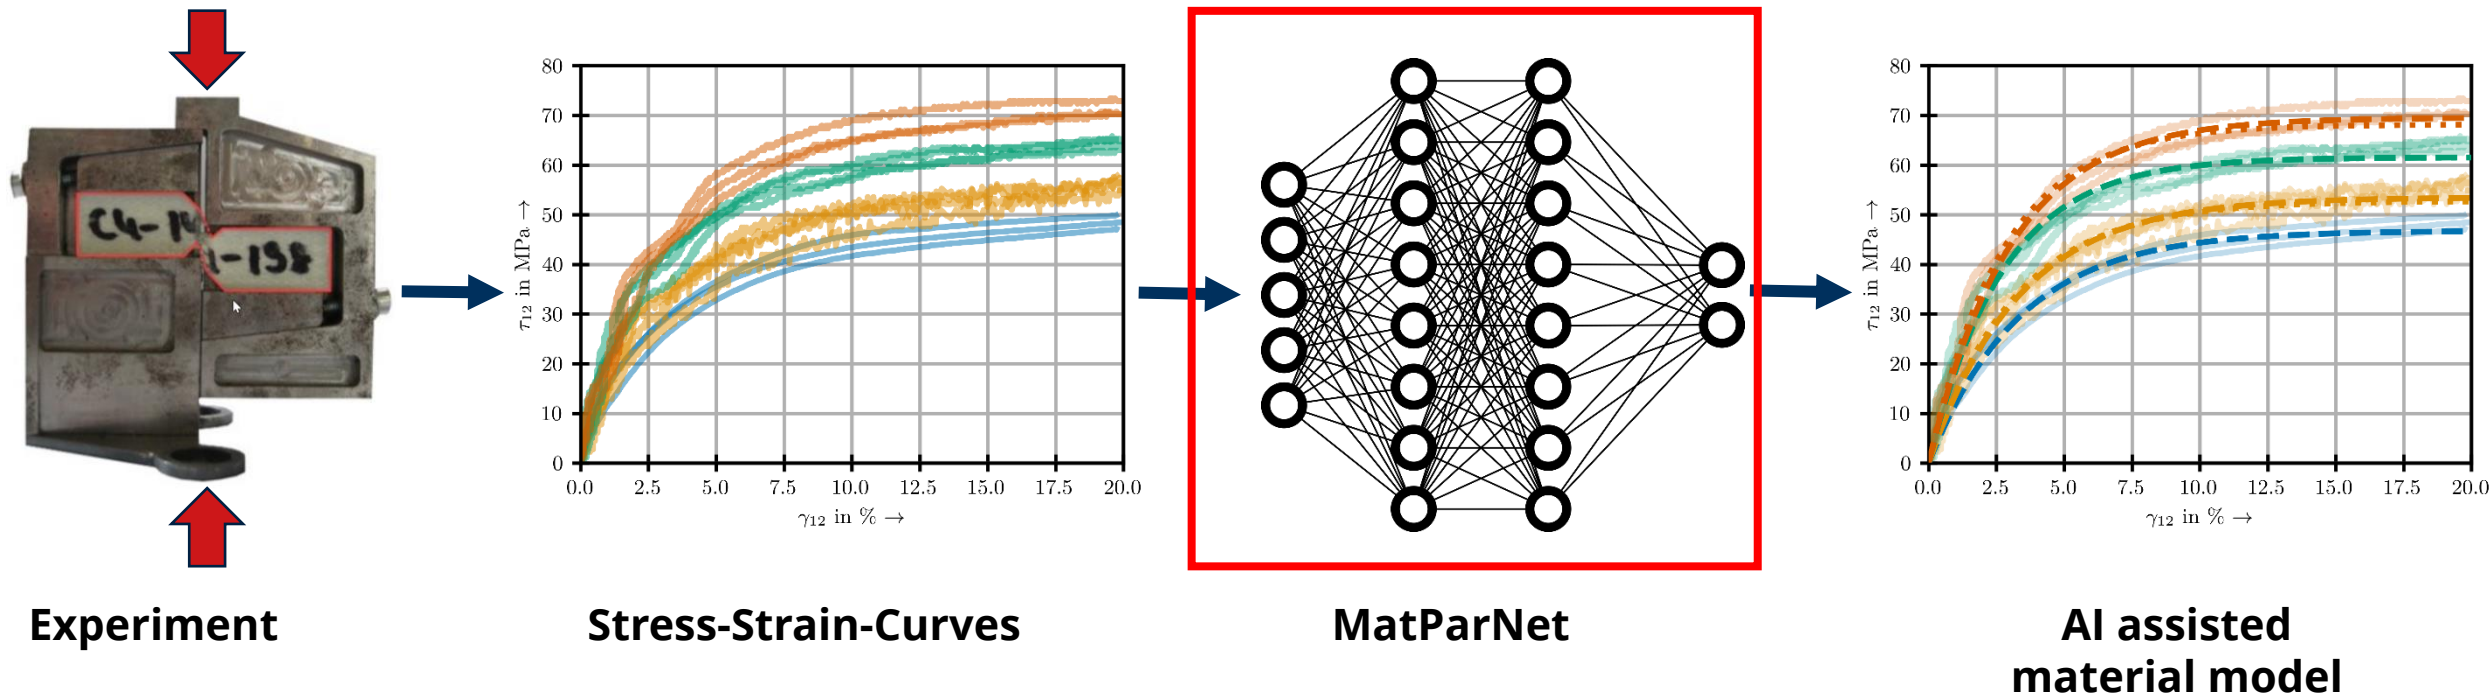 C4-1
1-198
80
70
60
50
40
30
20
10
0
0.0 2.5 5.0 7.5 10.0 12.5 15.0 17.5 20.0
τ₁₂ in MPa →
γ₁₂ in % →
80
70
60
50
40
30
20
10
0
0.0 2.5 5.0 7.5 10.0 12.5 15.0 17.5 20.0
τ₁₂ in MPa →
γ₁₂ in % →
Experiment
Stress-Strain-Curves
MatParNet
AI assisted
material model